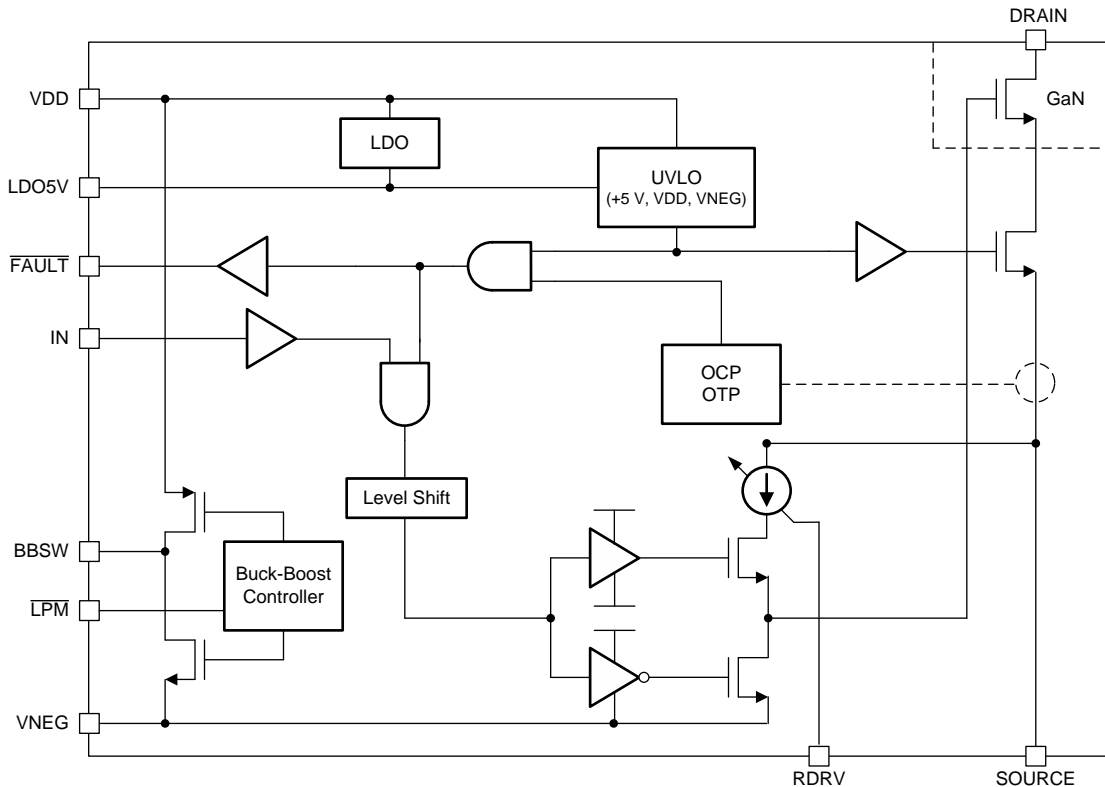 DRAIN
VDD
GaN
LDO
LDO5V
UVLO
(+5 V, VDD, VNEG)
FAULT
IN
OCP
OTP
Level Shift
BBSW
Buck-Boost
Controller
LPM
VNEG
RDRV
SOURCE